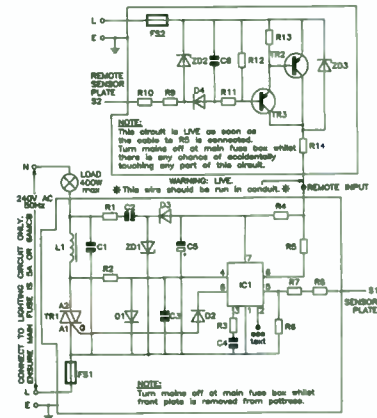 L
E
FS2
ZD2
C6
R12
R13
TR2
ZD3
REMOTE
SENSOR
PLATE
S2
R10
R9
D4
R11
TR3
NOTE:
This circuit is LIVE as soon as
the cable to R5 is connected.
Turn mains off at main fuse box whilst
there is any chance of accidentally
touching any part of this circuit.
R14
WARNING: LIVE.
This wire should be run in conduit.
REMOTE INPUT
N
LOAD
400W
max
240V AC
50Hz
CONNECT TO LIGHTING CIRCUIT ONLY.
ENSURE MAIN FUSE IS 5A OR 6AMCB
R1
C2
D3
R4
L1
C1
ZD1
C5
R5
R2
7
4
IC1
6
5
8
3
1
2
R7
R8
S1
SENSOR
PLATE
A2
TR1
A1
G
D1
C3
D2
R3
C4
see
text
R6
FS1
L
E
NOTE:
Turn mains off at main fuse box whilst
front plate is removed from pattress.